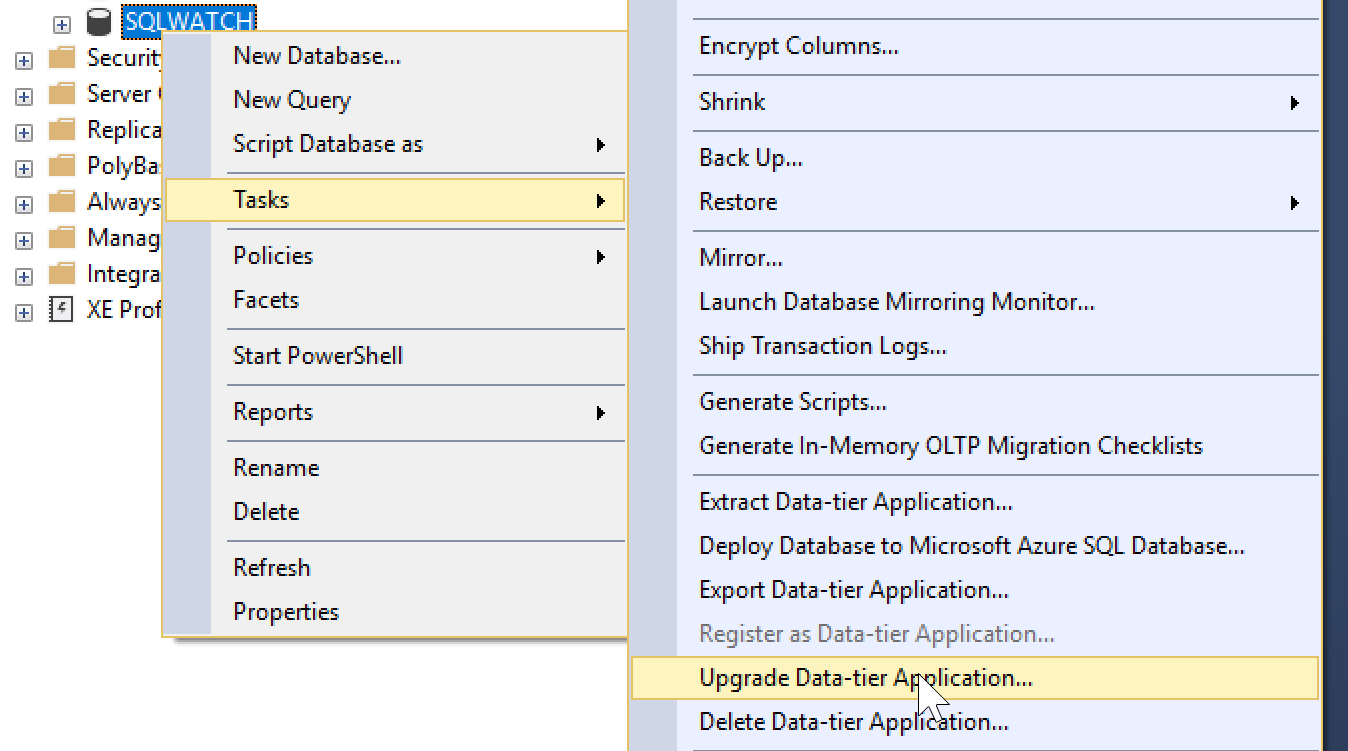 SQLWATCH
Securit
Server
Replica
PolyBa
Always
Manag
Integra
XE Prof
New Database...
New Query
Script Database as
Tasks
Policies
Facets
Start PowerShell
Reports
Rename
Delete
Refresh
Properties
Encrypt Columns...
Shrink
Back Up...
Restore
Mirror...
Launch Database Mirroring Monitor...
Ship Transaction Logs...
Generate Scripts...
Generate In-Memory OLTP Migration Checklists
Extract Data-tier Application...
Deploy Database to Microsoft Azure SQL Database...
Export Data-tier Application...
Register as Data-tier Application...
Upgrade Data-tier Application...
Delete Data-tier Application...